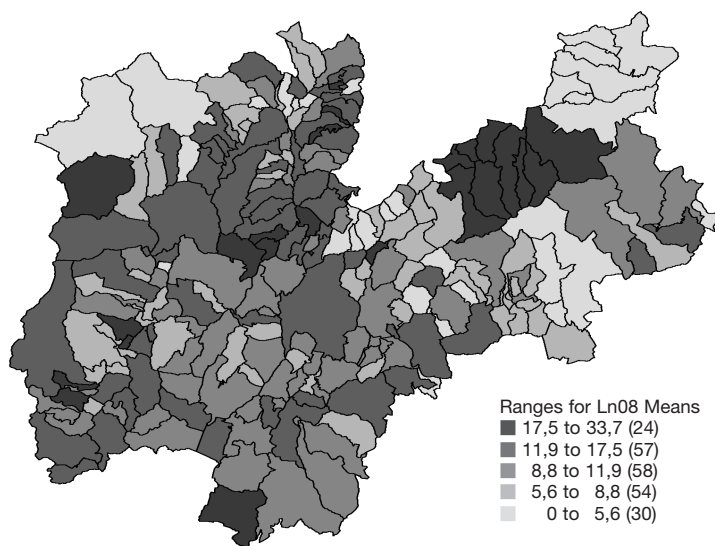 Ranges for Ln08 Means
17,5 to 33,7 (24)
11,9 to 17,5 (57)
8,8 to 11,9 (58)
5,6 to 8,8 (54)
0 to 5,6 (30)